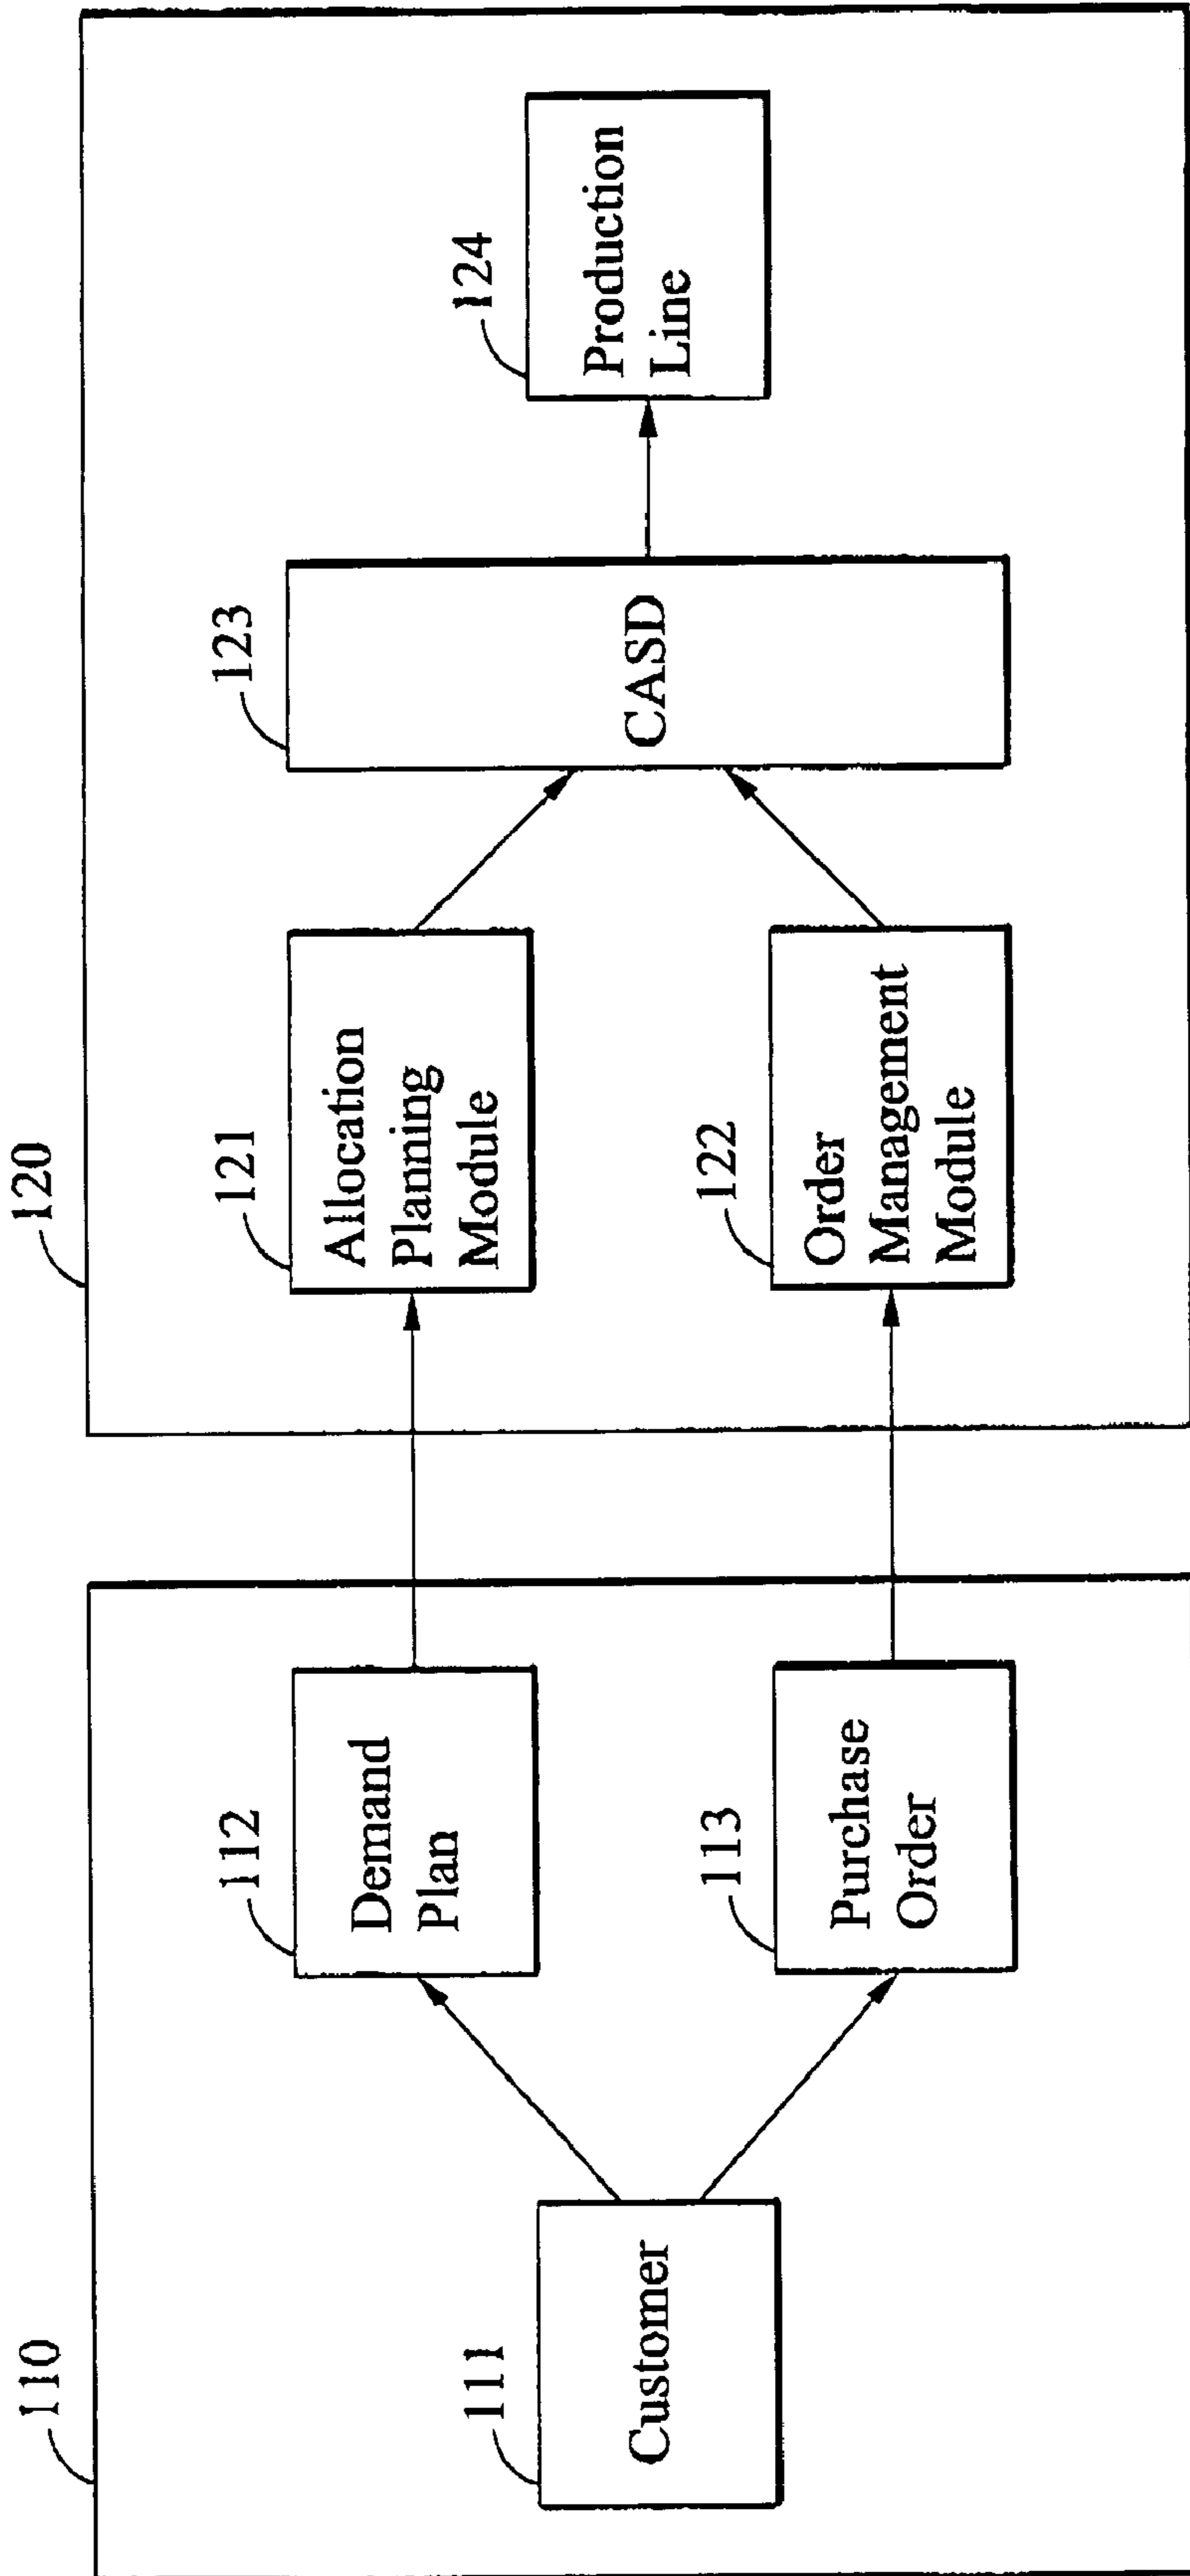 110
120
111
Customer
112
Demand
Plan
113
Purchase
Order
121
Allocation
Planning
Module
122
Order
Management
Module
123
CASD
124
Production
Line